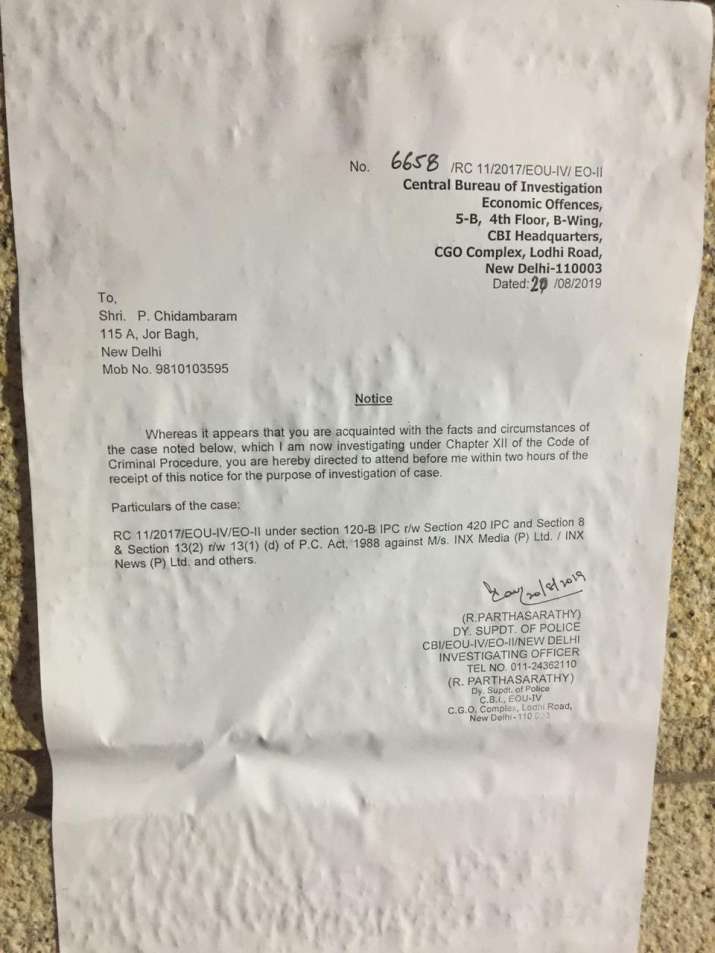 No. 6658 /RC 11/2017/EOU-IV/ EO-II
Central Bureau of Investigation
Economic Offences,
5-B, 4th Floor, B-Wing,
CBI Headquarters,
CGO Complex, Lodhi Road,
New Delhi-110003
Dated: 20 /08/2019
To,
Shri. P. Chidambaram
115 A, Jor Bagh,
New Delhi
Mob No. 9810103595
Notice
Whereas it appears that you are acquainted with the facts and circumstances of
the case noted below, which I am now investigating under Chapter XII of the Code of
Criminal Procedure, you are hereby directed to attend before me within two hours of the
receipt of this notice for the purpose of investigation of case.
Particulars of the case:
RC 11/2017/EOU-IV/EO-II under section 120-B IPC r/w Section 420 IPC and Section 8
& Section 13(2) r/w 13(1) (d) of P.C. Act, 1988 against M/s. INX Media (P) Ltd. / INX
News (P) Ltd. and others.
20/8/2019
(R.PARTHASARATHY)
DY. SUPDT. OF POLICE
CBI/EOU-IV/EO-II/NEW DELHI
INVESTIGATING OFFICER
TEL NO. 011-24362110
(R. PARTHASARATHY)
Dy. Supdt. of Police
C.B.I., EOU-IV
C.G.O. Complex, Lodhi Road,
New Delhi-110